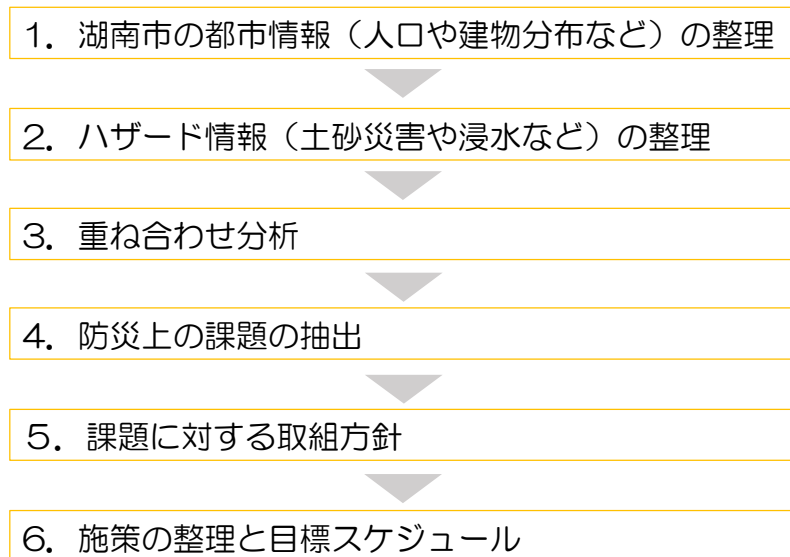 １．湖南市の都市情報（人口や建物分布など）の整理
２．ハザード情報（土砂災害や浸水など）の整理
３．重ね合わせ分析
４．防災上の課題の抽出
５．課題に対する取組方針
６．施策の整理と目標スケジュール